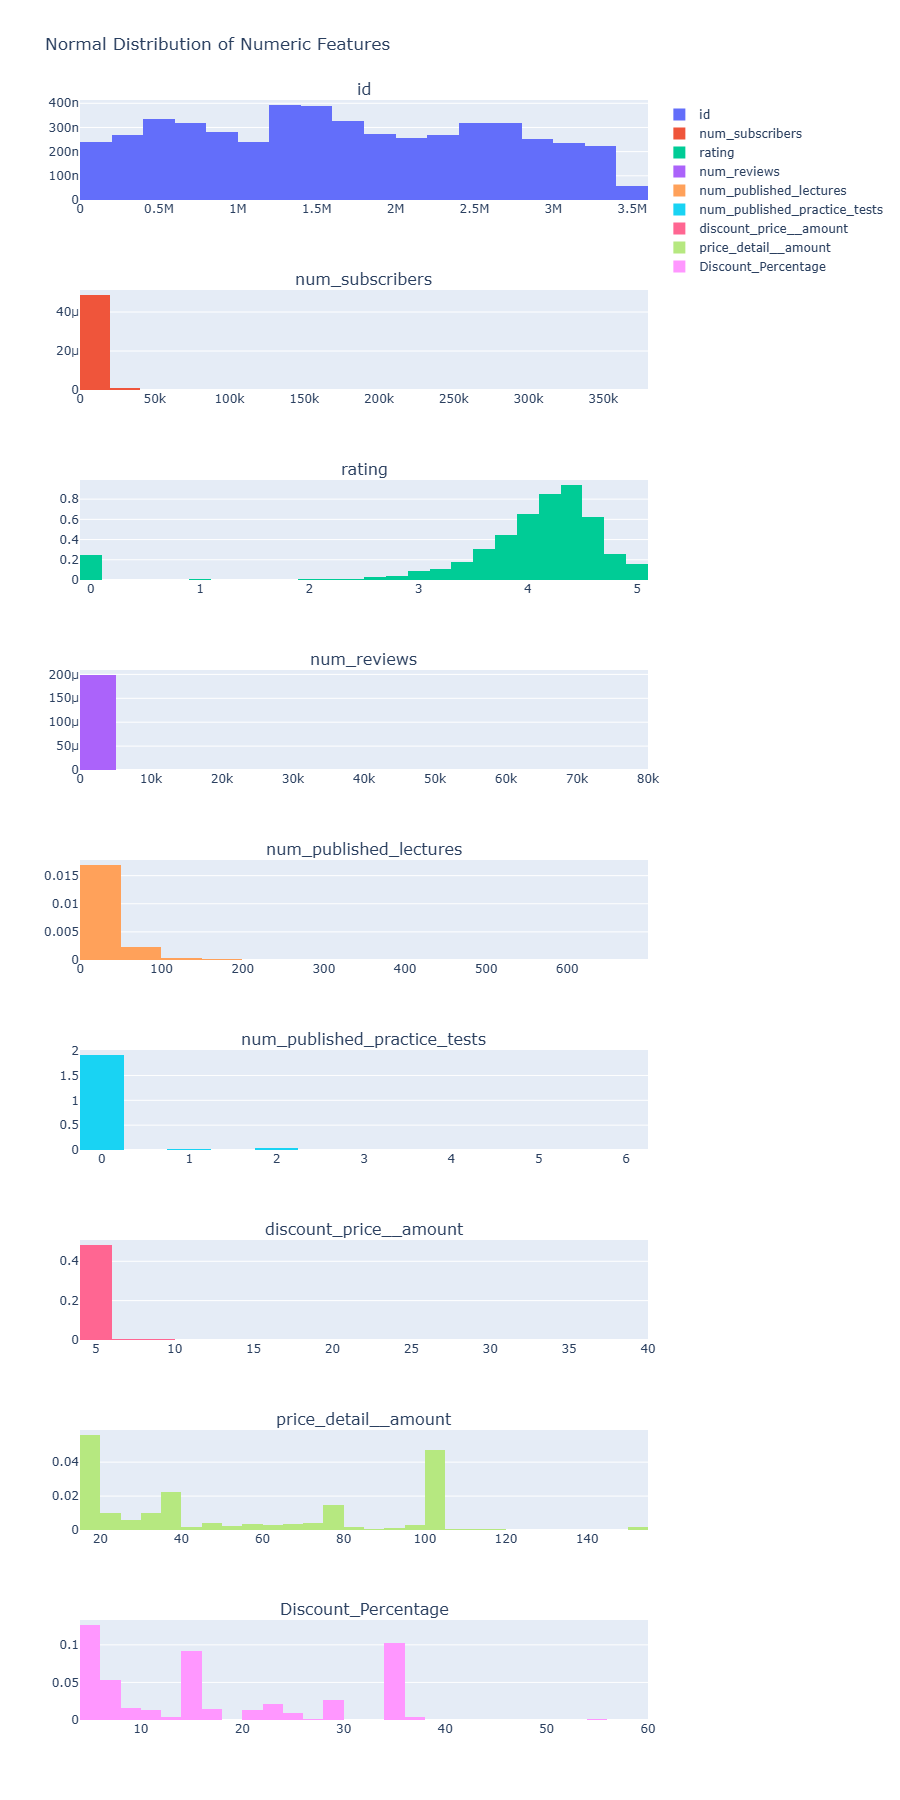 Normal Distribution of Numeric Features
id
400n
300n
200n
100n
0
0 0.5M 1M 1.5M 2M 2.5M 3M 3.5M
id
num_subscribers
rating
num_reviews
num_published_lectures
num_published_practice_tests
discount_price__amount
price_detail__amount
Discount_Percentage
num_subscribers
40μ
20μ
0
0 50k 100k 150k 200k 250k 300k 350k
rating
0.8
0.6
0.4
0.2
0
0 1 2 3 4 5
num_reviews
200μ
150μ
100μ
50μ
0
0 10k 20k 30k 40k 50k 60k 70k 80k
num_published_lectures
0.015
0.01
0.005
0
0 100 200 300 400 500 600
num_published_practice_tests
2
1.5
1
0.5
0
0 1 2 3 4 5 6
discount_price__amount
0.4
0.2
0
5 10 15 20 25 30 35 40
price_detail__amount
0.04
0.02
0
20 40 60 80 100 120 140
Discount_Percentage
0.1
0.05
0
10 20 30 40 50 60